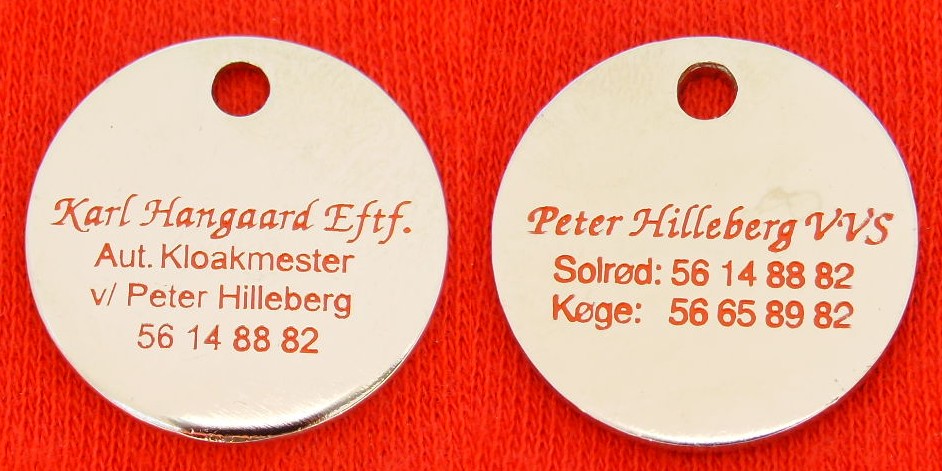 Karl Hangaard Eftf.
Aut. Kloakmester
v/ Peter Hilleberg
56 14 88 82
Peter Hilleberg VVS
Solrød: 56 14 88 82
Køge: 56 65 89 82